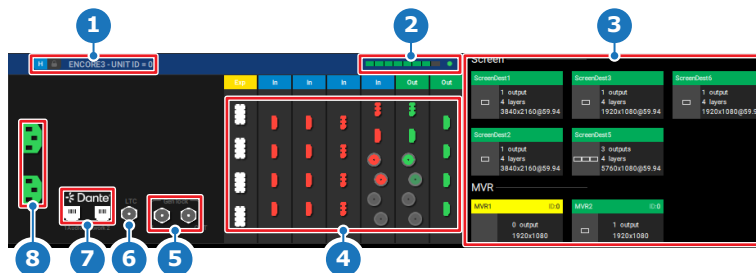 1
2
3
H
ENCORE3 - UNIT ID = 0
Exp
In
In
In
In
Out
Out
Screen
ScreenDest1
1 output
4 layers
3840x2160@59.94
ScreenDest3
1 output
4 layers
1920x1080@59.94
ScreenDest6
1 output
4 layers
1920x1080@59.94
ScreenDest2
1 output
4 layers
3840x2160@59.94
ScreenDest5
3 outputs
4 layers
5760x1080@59.94
MVR
MVR1
ID:0
0 output
1920x1080
MVR2
ID:0
1 output
1920x1080
Dante
LTC
Gen lock
8
7
6
5
4